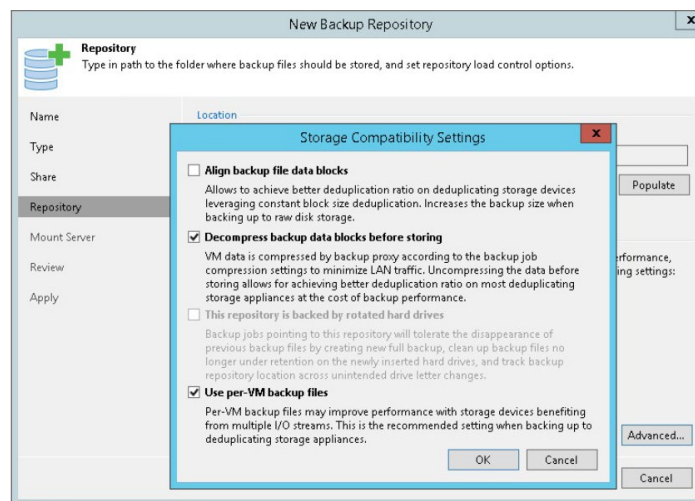 New Backup Repository
x
Repository
Type in path to the folder where backup files should be stored, and set repository load control options.
Name
Type
Share
Repository
Mount Server
Review
Apply
Location
Populate
Storage Compatibility Settings
x
Align backup file data blocks
Allows to achieve better deduplication ratio on deduplicating storage devices
leveraging constant block size deduplication. Increases the backup size when
backing up to raw disk storage.
Decompress backup data blocks before storing
VM data is compressed by backup proxy according to the backup job
compression settings to minimize LAN traffic. Uncompressing the data before
storing allows for achieving better deduplication ratio on most deduplicating
storage appliances at the cost of backup performance.
This repository is backed by rotated hard drives
Backup jobs pointing to this repository will tolerate the disappearance of
previous backup files by creating new full backup, clean up backup files no
longer under retention on the newly inserted hard drives, and track backup
repository location across unintended drive letter changes.
Use per-VM backup files
Per-VM backup files may improve performance with storage devices benefiting
from multiple I/O streams. This is the recommended setting when backing up to
deduplicating storage appliances.
OK
Cancel
ing settings:
Advanced...
Cancel